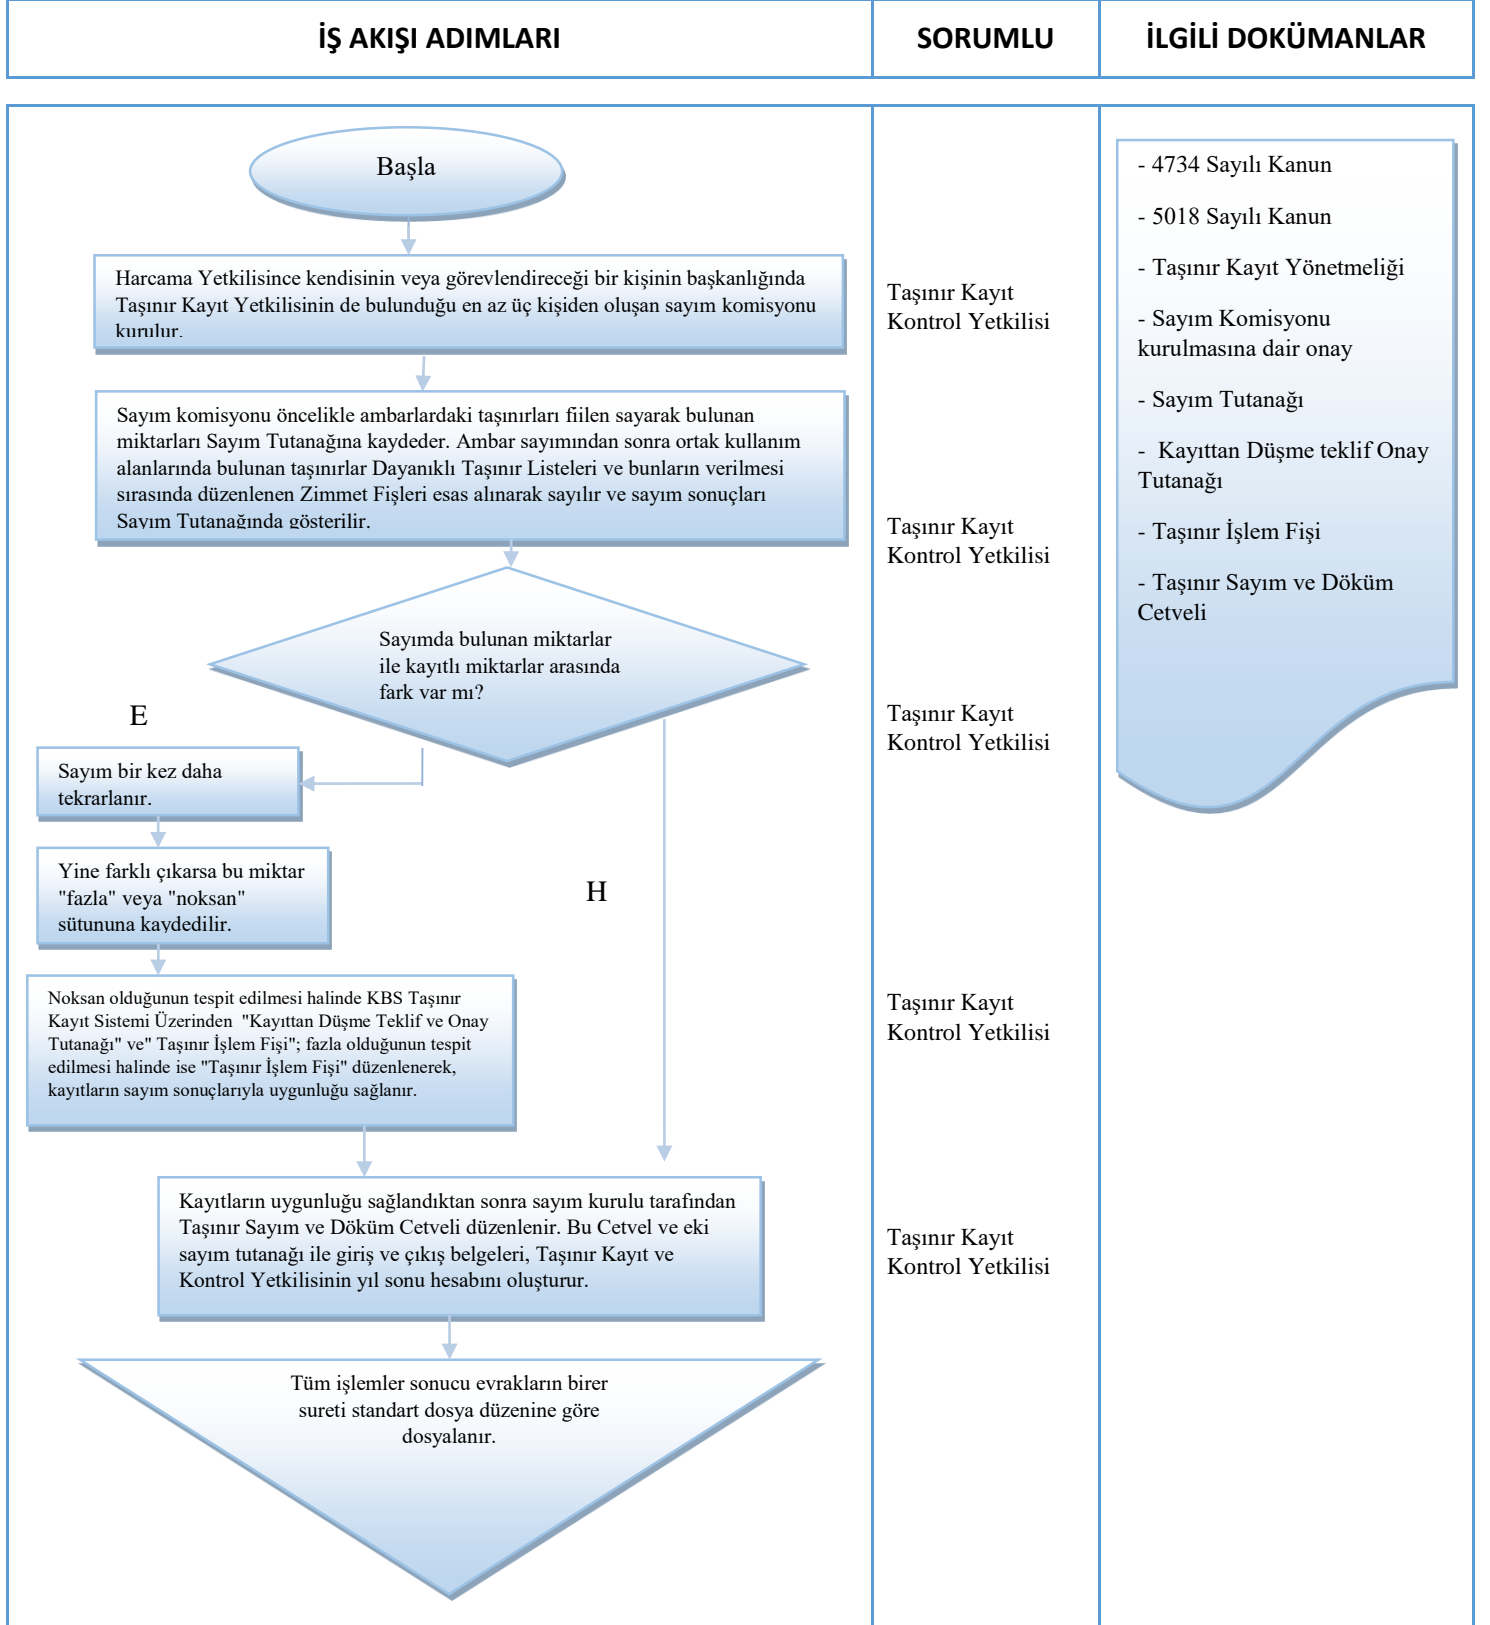 İŞ AKIŞI ADIMLARI
SORUMLU
İLGİLİ DOKÜMANLAR
Başla
Harcama Yetkilisince kendisinin veya görevlendireceği bir kişinin başkanlığında
Taşınır Kayıt Yetkilisinin de bulunduğu en az üç kişiden oluşan sayım komisyonu
kurulur.
Sayım komisyonu öncelikle ambarlardaki taşınırları fiilen sayarak bulunan
miktarları Sayım Tutanağına kaydeder. Ambar sayımından sonra ortak kullanım
alanlarında bulunan taşınırlar Dayanıklı Taşınır Listeleri ve bunların verilmesi
sırasında düzenlenen Zimmet Fişleri esas alınarak sayılır ve sayım sonuçları
Sayım Tutanağında gösterilir.
Sayımda bulunan miktarlar
ile kayıtlı miktarlar arasında
fark var mı?
E
Sayım bir kez daha
tekrarlanır.
Yine farklı çıkarsa bu miktar
"fazla" veya "noksan"
sütununa kaydedilir.
H
Noksan olduğunun tespit edilmesi halinde KBS Taşınır
Kayıt Sistemi Üzerinden  "Kayıttan Düşme Teklif ve Onay
Tutanağı" ve" Taşınır İşlem Fişi"; fazla olduğunun tespit
edilmesi halinde ise "Taşınır İşlem Fişi" düzenlenerek,
kayıtların sayım sonuçlarıyla uygunluğu sağlanır.
Kayıtların uygunluğu sağlandıktan sonra sayım kurulu tarafından
Taşınır Sayım ve Döküm Cetveli düzenlenir. Bu Cetvel ve eki
sayım tutanağı ile giriş ve çıkış belgeleri, Taşınır Kayıt ve
Kontrol Yetkilisinin yıl sonu hesabını oluşturur.
Tüm işlemler sonucu evrakların birer
sureti standart dosya düzenine göre
dosyalanır.
Taşınır Kayıt
Kontrol Yetkilisi
Taşınır Kayıt
Kontrol Yetkilisi
Taşınır Kayıt
Kontrol Yetkilisi
Taşınır Kayıt
Kontrol Yetkilisi
Taşınır Kayıt
Kontrol Yetkilisi
- 4734 Sayılı Kanun
- 5018 Sayılı Kanun
- Taşınır Kayıt Yönetmeliği
- Sayım Komisyonu
kurulmasına dair onay
- Sayım Tutanağı
-  Kayıttan Düşme teklif Onay
Tutanağı
- Taşınır İşlem Fişi
- Taşınır Sayım ve Döküm
Cetveli